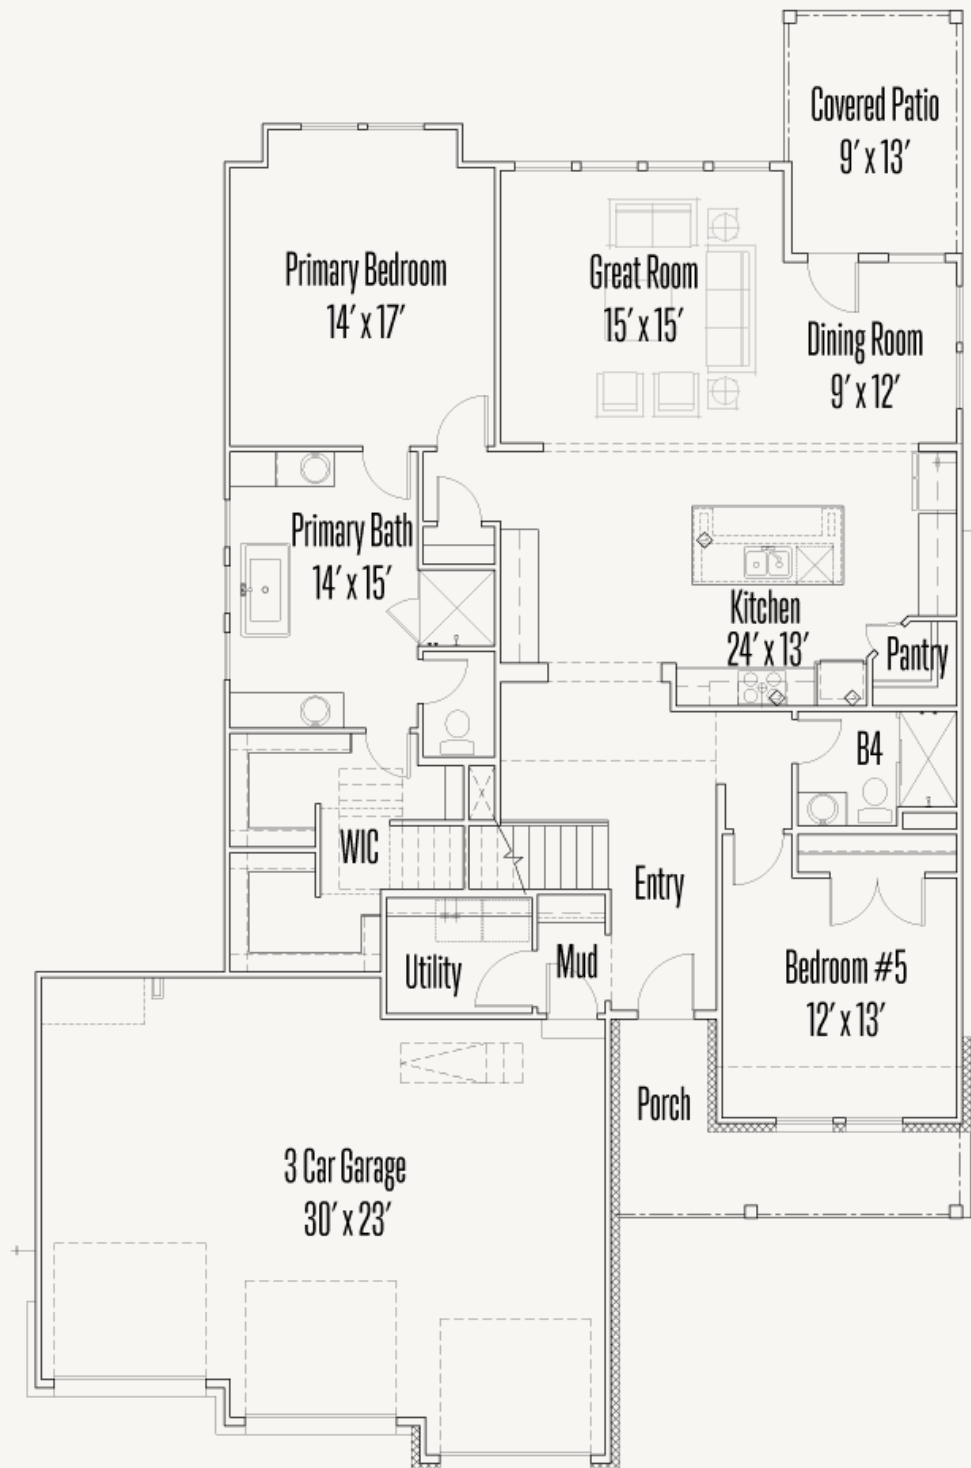 Covered Patio
9' x 13'
Primary Bedroom
14' x 17'
Great Room
15' x 15'
Dining Room
9' x 12'
Primary Bath
14' x 15'
Kitchen
24' x 13'
Pantry
B4
WIC
Entry
Utility
Mud
Bedroom #5
12' x 13'
Porch
3 Car Garage
30' x 23'